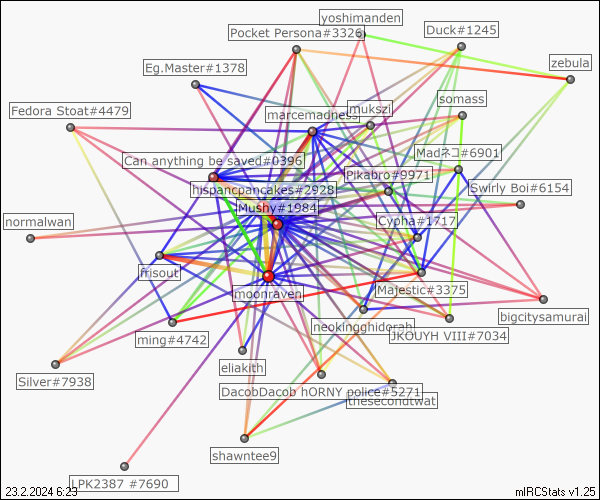 yoshimanden
Pocket Persona#3326
Duck#1245
zebula
Eg.Master#1378
somass
Fedora Stoat#4479
mukszi
marcemadness
Madネコ#6901
Can anything be saved#0396
Pikabro#9971
hispancpancakes#2928
Swirly Boi#6154
Mushy#1984
normalwan
Cypha#1717
frisout
Majestic#3375
moonraven
bigcitysamurai
neokingghidorah
ming#4742
JKOUYH VIII#7034
eliakith
Silver#7938
DacobDacob hORNY police#5271
thesecondtwat
shawntee9
LPK2387 #7690
23.2.2024 6:23
mIRCStats v1.25